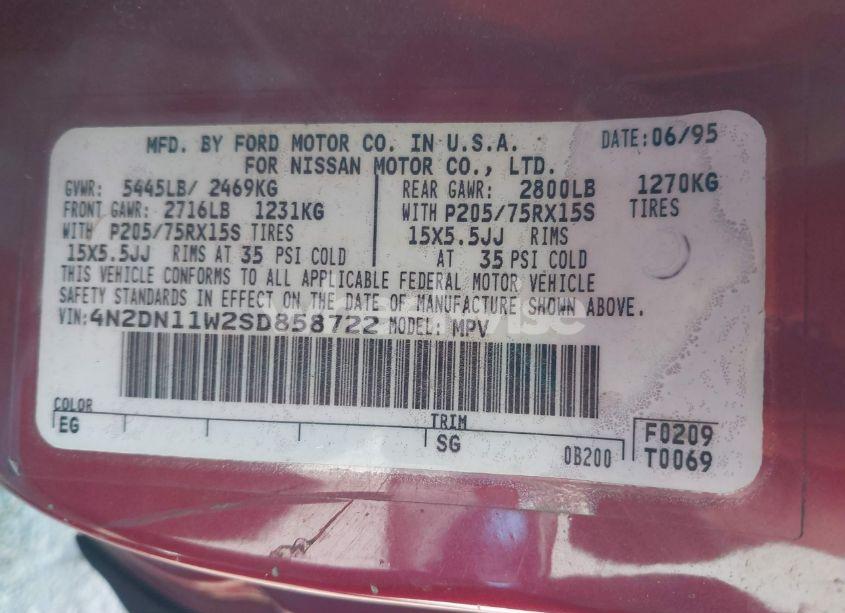 MFD. BY FORD MOTOR CO. IN U.S.A. DATE:06/95
FOR NISSAN MOTOR CO., LTD.
GVWR: 5445LB/ 2469KG REAR GAWR: 2800LB 1270KG
FRONT GAWR: 2716LB 1231KG WITH P205/75RX15S TIRES
WITH P205/75RX15S TIRES 15X5.5JJ RIMS
15X5.5JJ RIMS AT 35 PSI COLD AT 35 PSI COLD
THIS VEHICLE CONFORMS TO ALL APPLICABLE FEDERAL MOTOR VEHICLE
SAFETY STANDARDS IN EFFECT ON THE DATE OF MANUFACTURE SHOWN ABOVE.
VIN:4N2DN11W2SD858722 MODEL: MPV
COLOR TRIM
EG SG 0B200 F0209
T0069